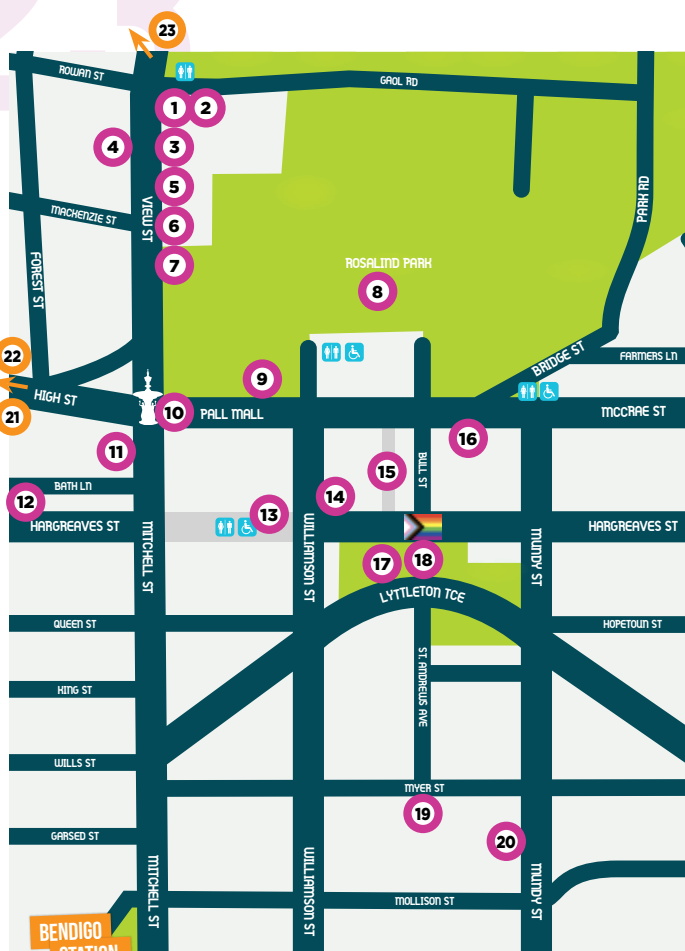 23
ROWAN ST
GAOL RD
1
2
4
3
5
MACKENZIE ST
VIEW ST
6
PARK RD
FOREST ST
7
ROSALIND PARK
8
22
BRIDGE ST
FARMERS LN
9
HIGH ST
21
10
PALL MALL
MCCRAE ST
11
16
BATH LN
BULL ST
15
12
14
13
HARGREAVES ST
HARGREAVES ST
MITCHELL ST
WILLIAMSON ST
MUNDY ST
17
18
LYTTLETON TCE
QUEEN ST
HOPETOUN ST
ST. ANDREWS AVE
KING ST
WILLS ST
MYER ST
19
GARSED ST
20
MITCHELL ST
WILLIAMSON ST
MUNDY ST
MOLLISON ST
BENDIGO
STATION